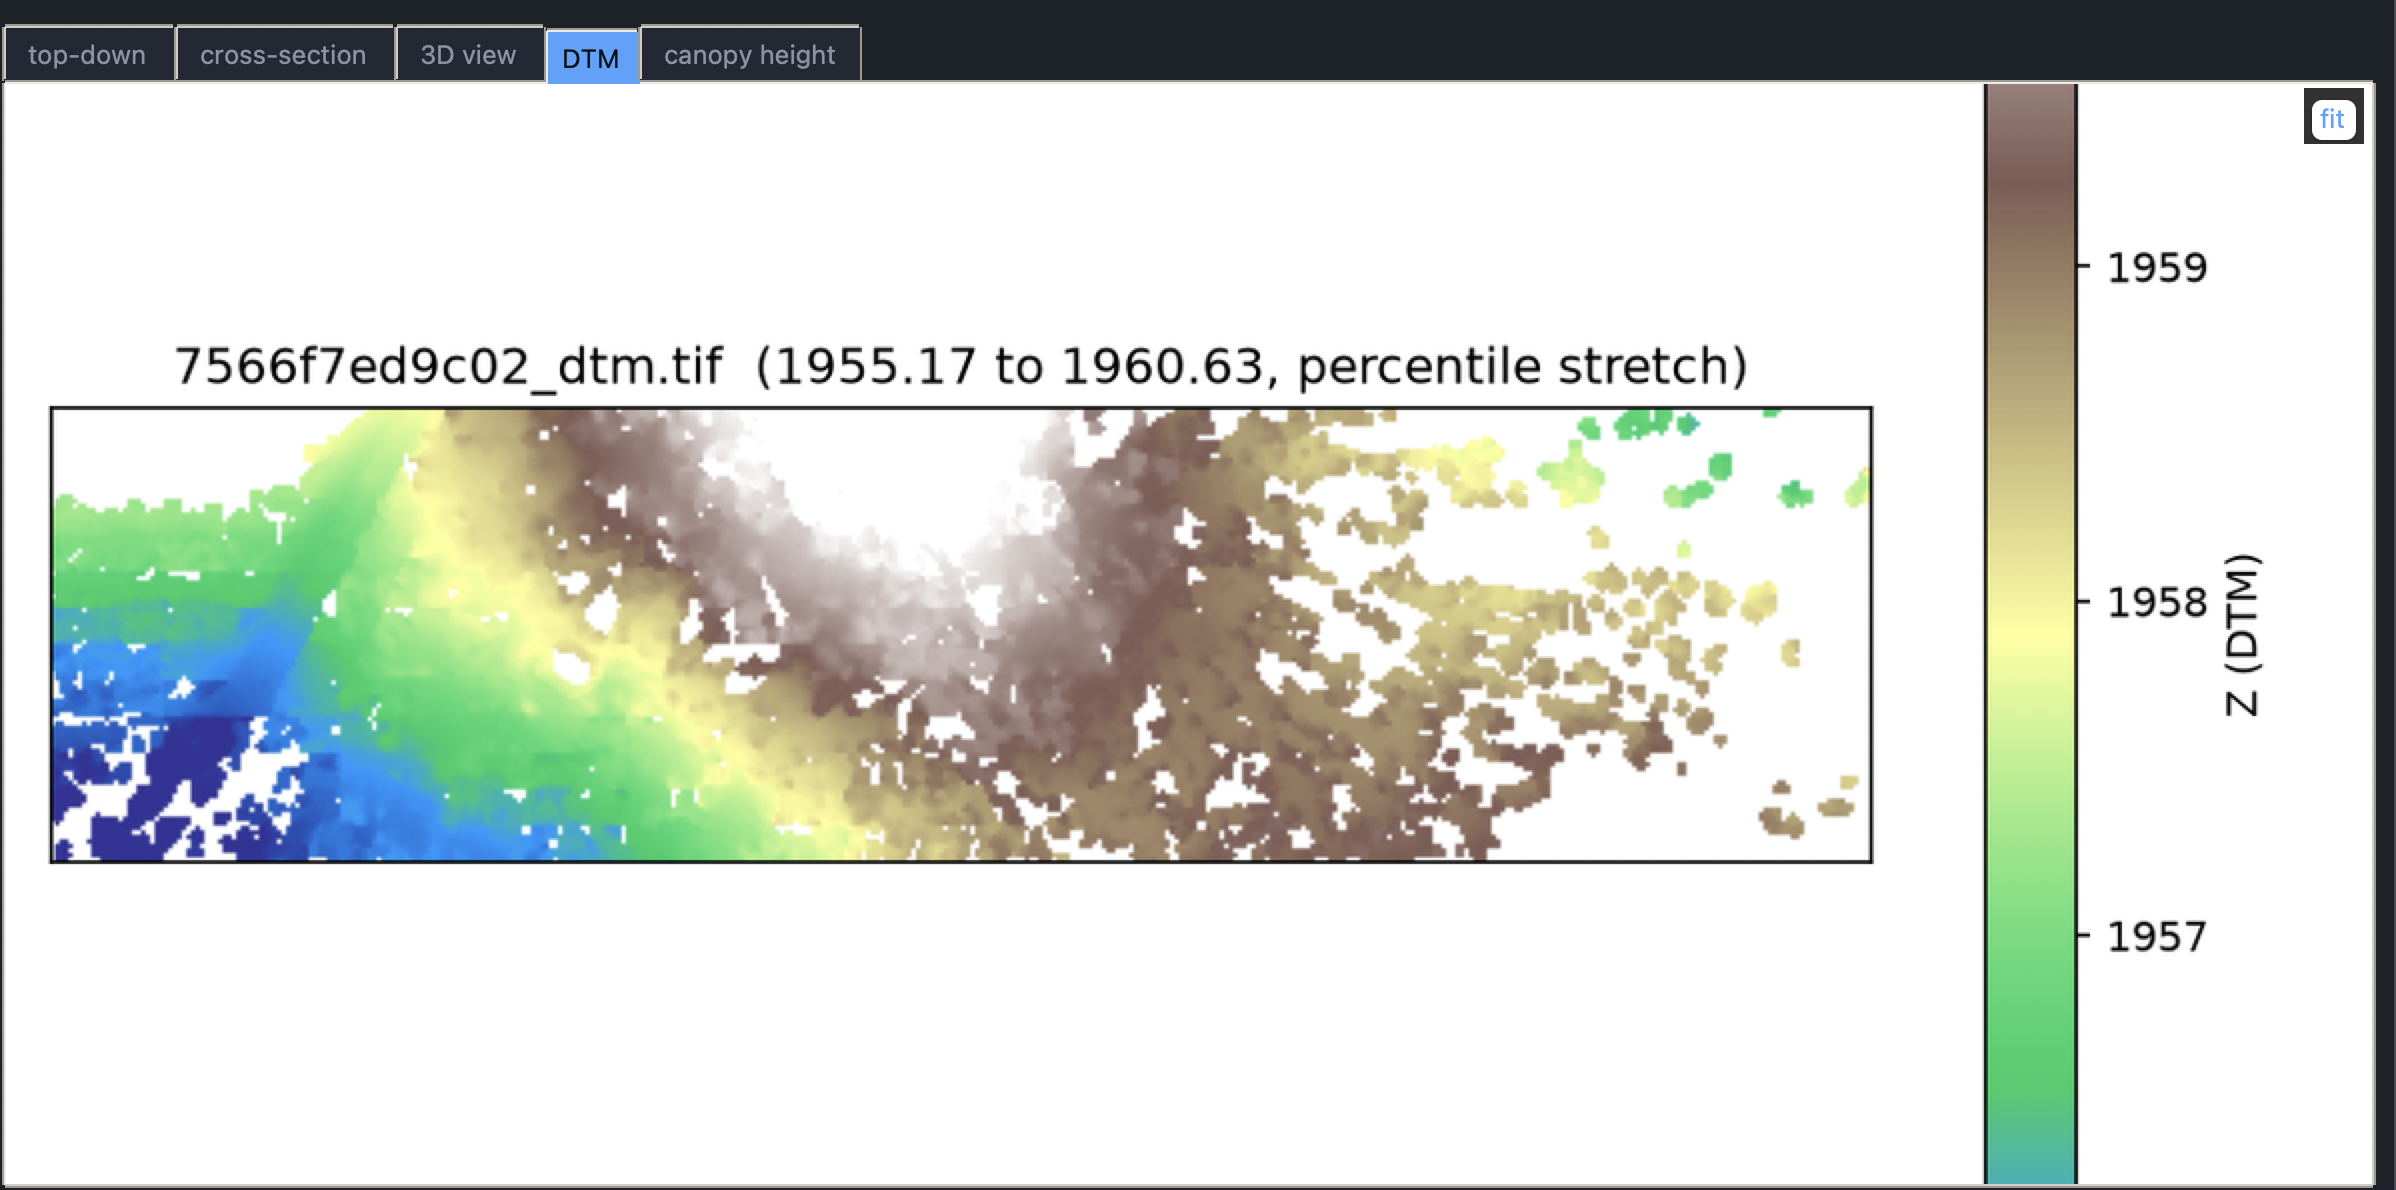 top-down
cross-section
3D view
DTM
canopy height
fit
7566f7ed9c02_dtm.tif (1955.17 to 1960.63, percentile stretch)
1959
1958
1957
Z (DTM)